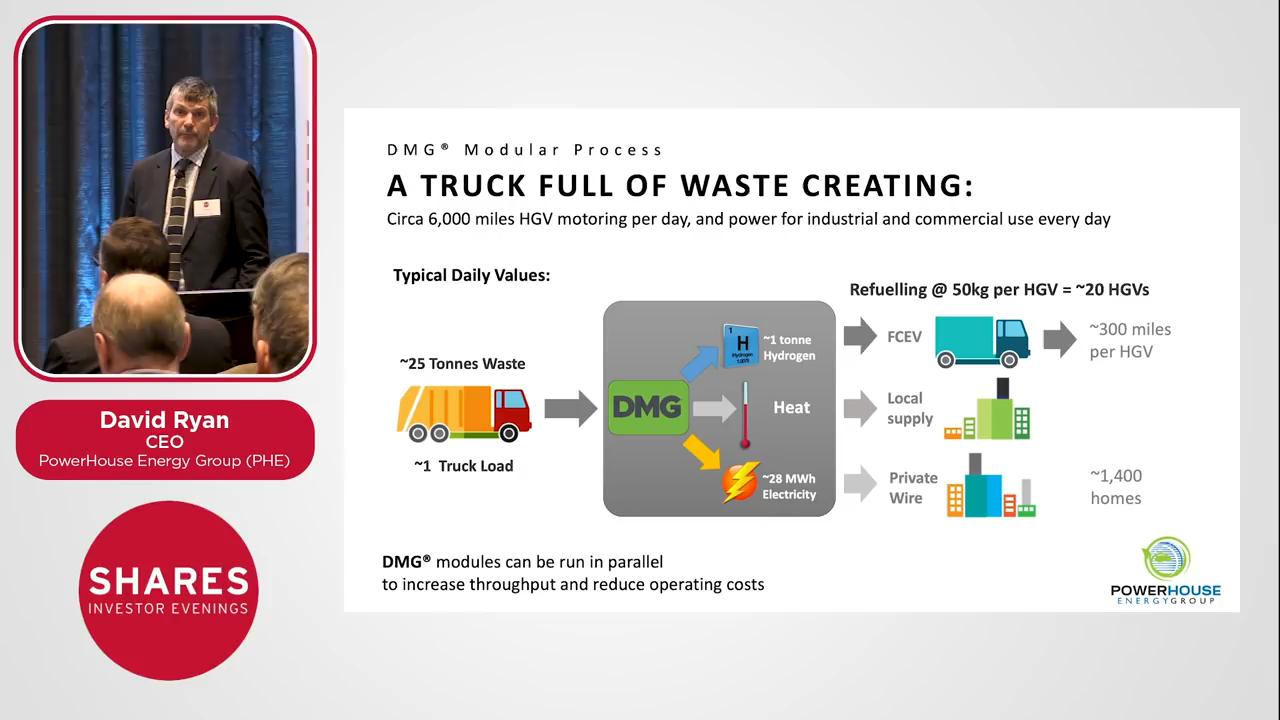 DMG® Modular Process
A TRUCK FULL OF WASTE CREATING:
Circa 6,000 miles HGV motoring per day, and power for industrial and commercial use every day
Typical Daily Values:
Refuelling @ 50kg per HGV = ~20 HGVs
~25 Tonnes Waste
~1 Truck Load
DMG
1
H
Hydrogen
~1 tonne
Hydrogen
Heat
~28 MWh
Electricity
FCEV
~300 miles
per HGV
Local
supply
Private
Wire
~1,400
homes
DMG® modules can be run in parallel
to increase throughput and reduce operating costs
POWERHOUSE
ENERGYGROUP
David Ryan
CEO
PowerHouse Energy Group (PHE)
SHARES
INVESTOR EVENINGS